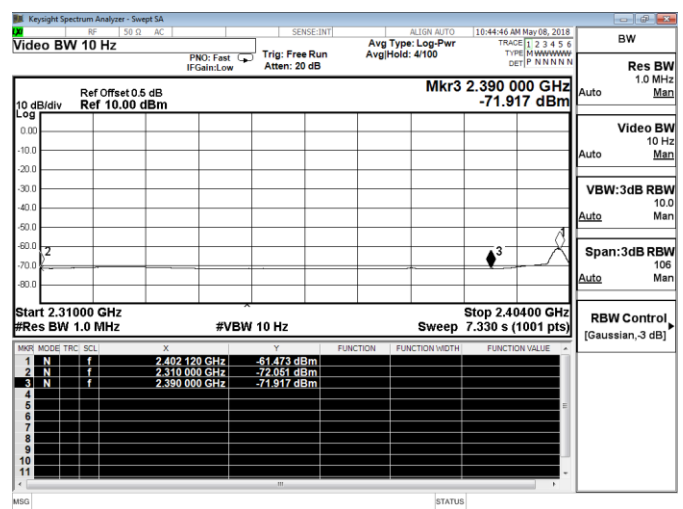 Keysight Spectrum Analyzer - Swept SA
RF 50 Ω AC SENSE:INT ALIGN AUTO 10:44:46 AM May 08, 2018
Video BW 10 Hz
PNO: Fast
IFGain:Low
Trig: Free Run
Atten: 20 dB
Avg Type: Log-Pwr
Avg|Hold: 4/100
TRACE 1 2 3 4 5 6
TYPE M W W W W W
DET P N N N N N
Ref Offset 0.5 dB
Ref 10.00 dBm
10 dB/div
Log
Mkr3 2.390 000 GHz
-71.917 dBm
0.00
-10.0
-20.0
-30.0
-40.0
-50.0
-60.0
-70.0
-80.0
2
3
1
Start 2.31000 GHz
Stop 2.40400 GHz
#Res BW 1.0 MHz
#VBW 10 Hz
Sweep 7.330 s (1001 pts)
MKR MODE TRC SCL X Y FUNCTION FUNCTION WIDTH FUNCTION VALUE
1 N f 2.402 120 GHz -61.473 dBm
2 N f 2.310 000 GHz -72.051 dBm
3 N f 2.390 000 GHz -71.917 dBm
4
5
6
7
8
9
10
11
MSG
STATUS
BW
Res BW
1.0 MHz
Auto Man
Video BW
10 Hz
Auto Man
VBW:3dB RBW
10.0
Auto Man
Span:3dB RBW
106
Auto Man
RBW Control
[Gaussian,-3 dB]